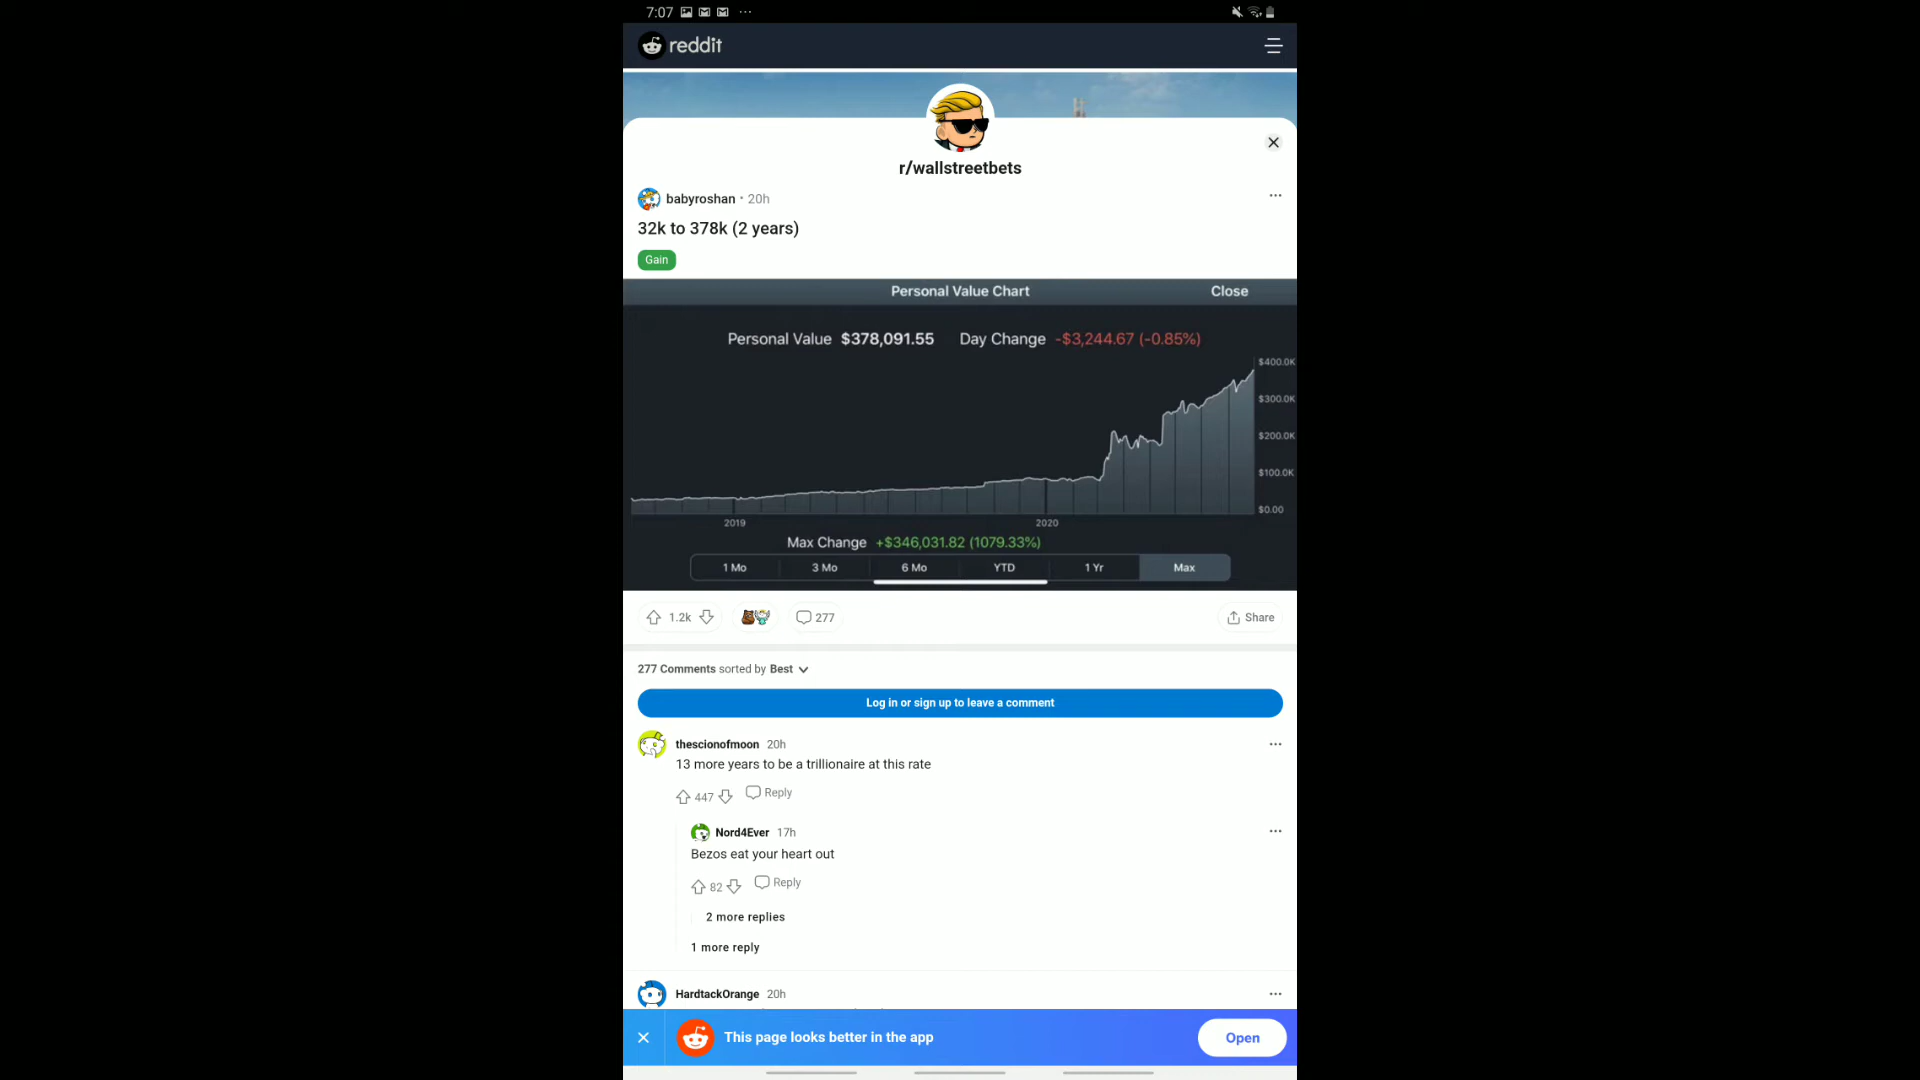 7:07
reddit
r/wallstreetbets
babyroshan • 20h
32k to 378k (2 years)
Gain
Personal Value Chart Close
Personal Value $378,091.55 Day Change -$3,244.67 (-0.85%)
$400.0K
$300.0K
$200.0K
$100.0K
$0.00
2019 2020
Max Change +$346,031.82 (1079.33%)
1 Mo 3 Mo 6 Mo YTD 1 Yr Max
1.2k 277 Share
277 Comments sorted by Best
Log in or sign up to leave a comment
thescionofmoon 20h
13 more years to be a trillionaire at this rate
447 Reply
Nord4Ever 17h
Bezos eat your heart out
82 Reply
2 more replies
1 more reply
HardtackOrange 20h
This page looks better in the app
Open